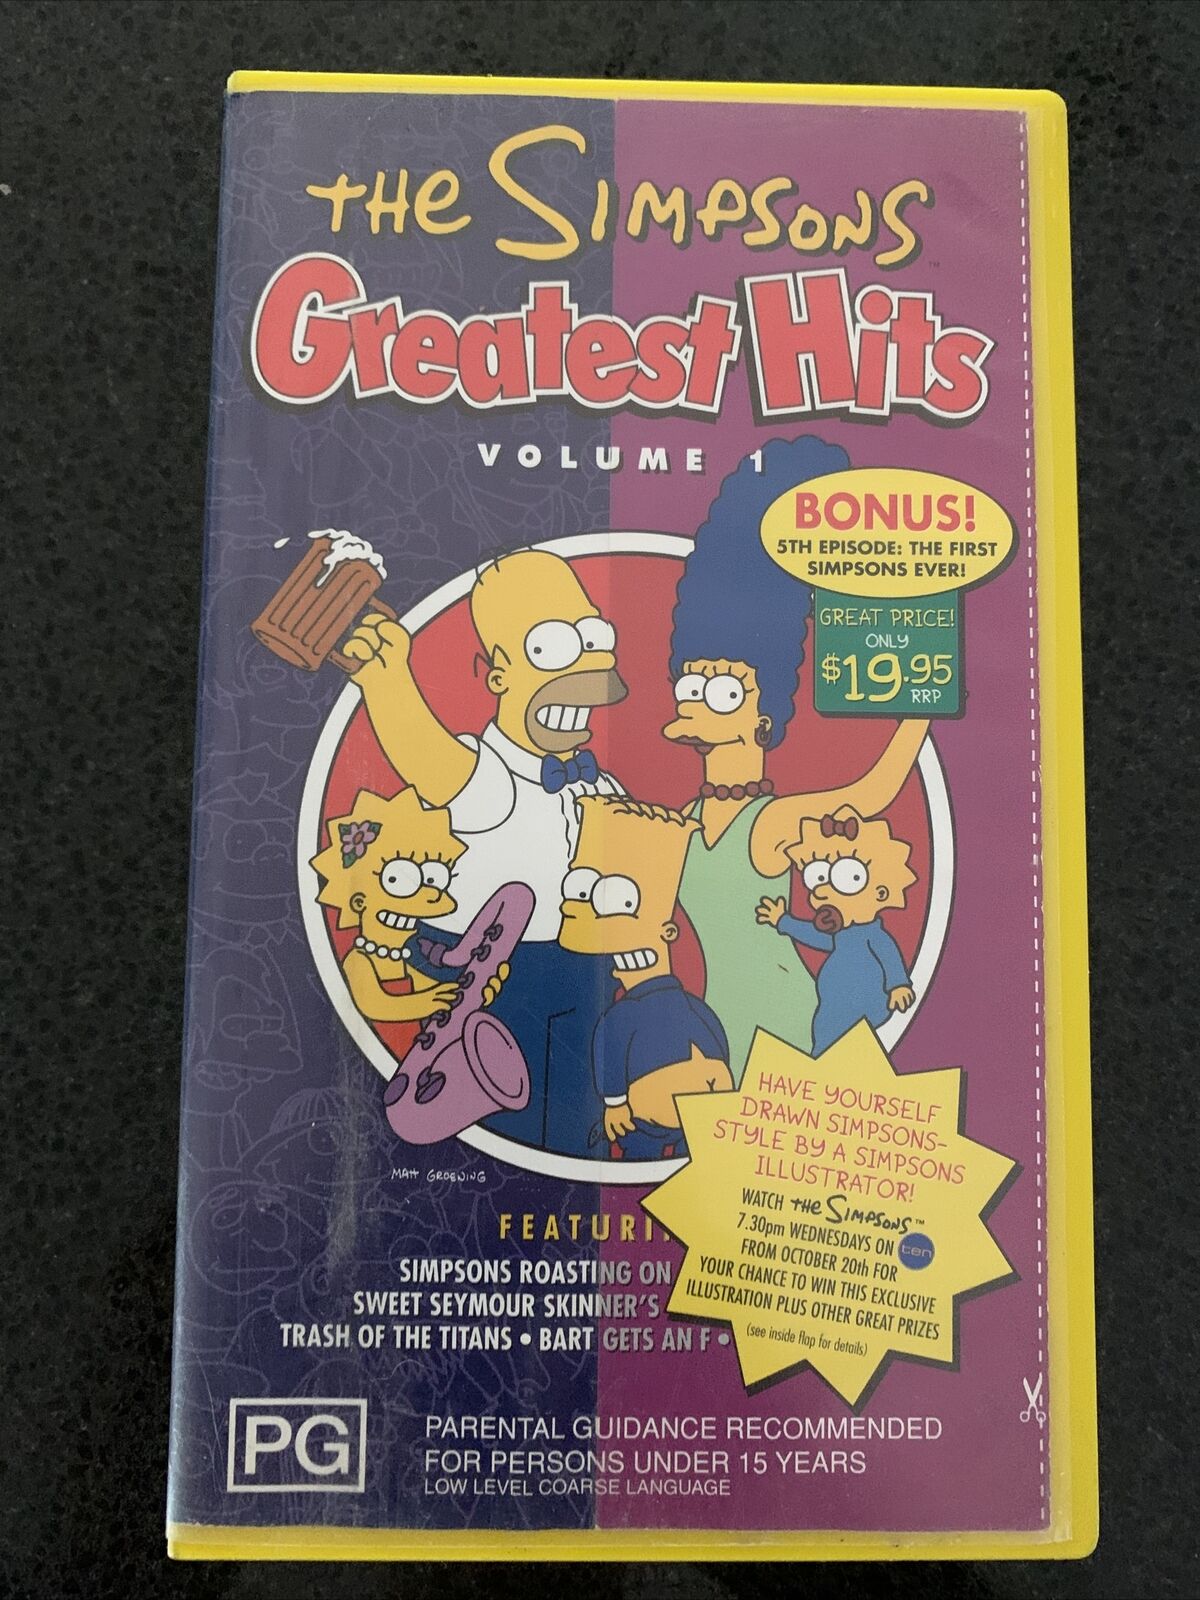 THE SIMPSONS™
Greatest Hits
VOLUME 1
BONUS!
5TH EPISODE: THE FIRST
SIMPSONS EVER!
GREAT PRICE!
ONLY
$19.95
RRP
MATT GROENING
HAVE YOURSELF
DRAWN SIMPSONS-
STYLE BY A SIMPSONS
ILLUSTRATOR!
WATCH THE SIMPSONS™
7.30pm WEDNESDAYS ON ten
FROM OCTOBER 20th FOR
YOUR CHANCE TO WIN THIS EXCLUSIVE
ILLUSTRATION PLUS OTHER GREAT PRIZES
(see inside flap for details)
FEATURI
SIMPSONS ROASTING ON
SWEET SEYMOUR SKINNER'S
TRASH OF THE TITANS • BART GETS AN F •
PG
PARENTAL GUIDANCE RECOMMENDED
FOR PERSONS UNDER 15 YEARS
LOW LEVEL COARSE LANGUAGE